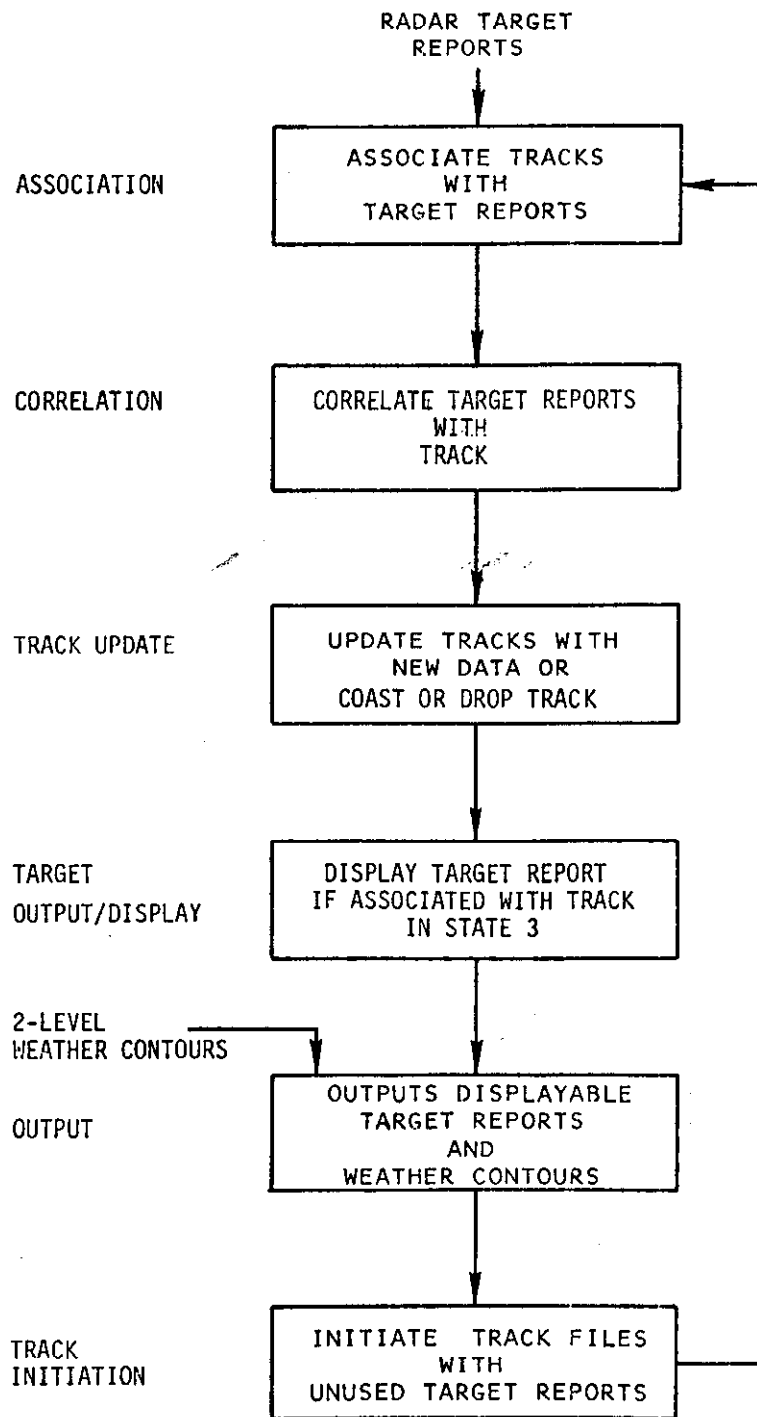 RADAR TARGET
REPORTS
ASSOCIATION
ASSOCIATE TRACKS
WITH
TARGET REPORTS
CORRELATION
CORRELATE TARGET REPORTS
WITH
TRACK
TRACK UPDATE
UPDATE TRACKS WITH
NEW DATA OR
COAST OR DROP TRACK
TARGET
OUTPUT/DISPLAY
DISPLAY TARGET REPORT
IF ASSOCIATED WITH TRACK
IN STATE 3
2-LEVEL
WEATHER CONTOURS
OUTPUT
OUTPUTS DISPLAYABLE
TARGET REPORTS
AND
WEATHER CONTOURS
TRACK
INITIATION
INITIATE TRACK FILES
WITH
UNUSED TARGET REPORTS